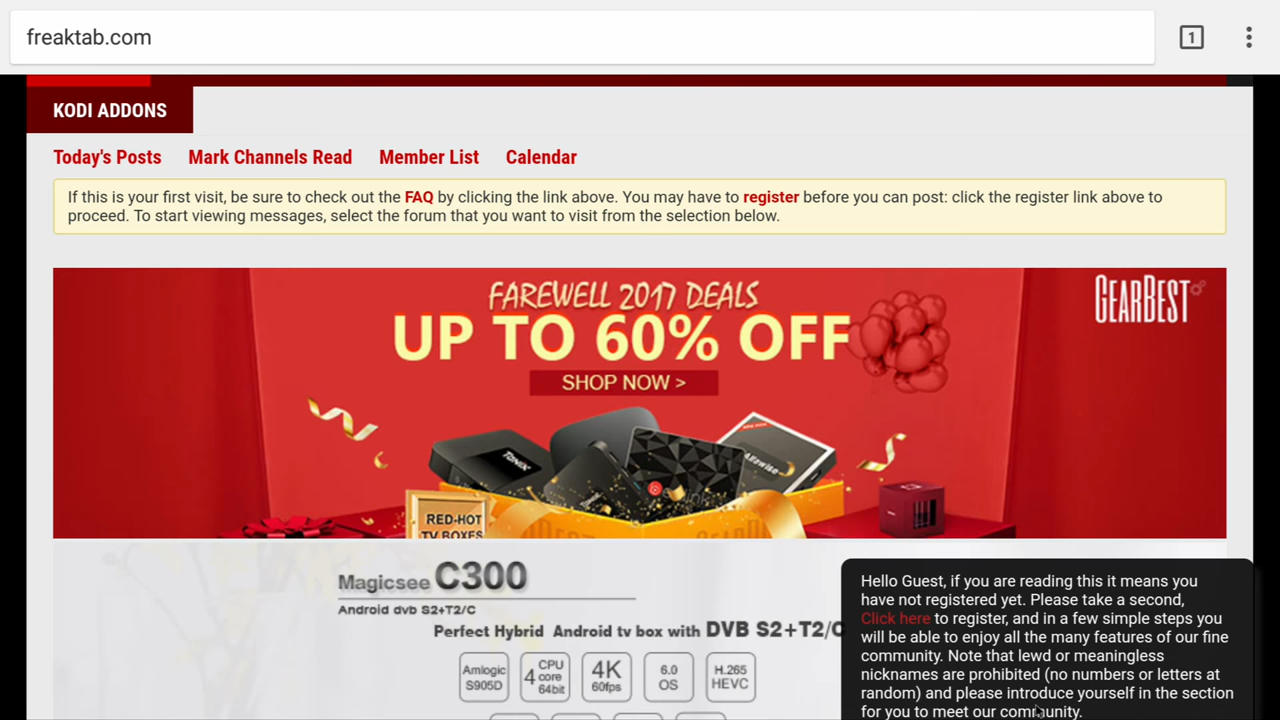 freaktab.com
1
KODI ADDONS
Today's Posts Mark Channels Read Member List Calendar
If this is your first visit, be sure to check out the FAQ by clicking the link above. You may have to register before you can post: click the register link above to
proceed. To start viewing messages, select the forum that you want to visit from the selection below.
FAREWELL 2017 DEALS
GEARBEST
UP TO 60% OFF
SHOP NOW >
TANIX
RED-HOT
TV BOXES
Magicsee C300
Android dvb S2+T2/C
Perfect Hybrid Android tv box with DVB S2+T2/C
Amlogic
S905D
4 CPU
core
64bit
4K
60fps
6.0
OS
H.265
HEVC
Hello Guest, if you are reading this it means you
have not registered yet. Please take a second,
Click here to register, and in a few simple steps you
will be able to enjoy all the many features of our fine
community. Note that lewd or meaningless
nicknames are prohibited (no numbers or letters at
random) and please introduce yourself in the section
for you to meet our community.